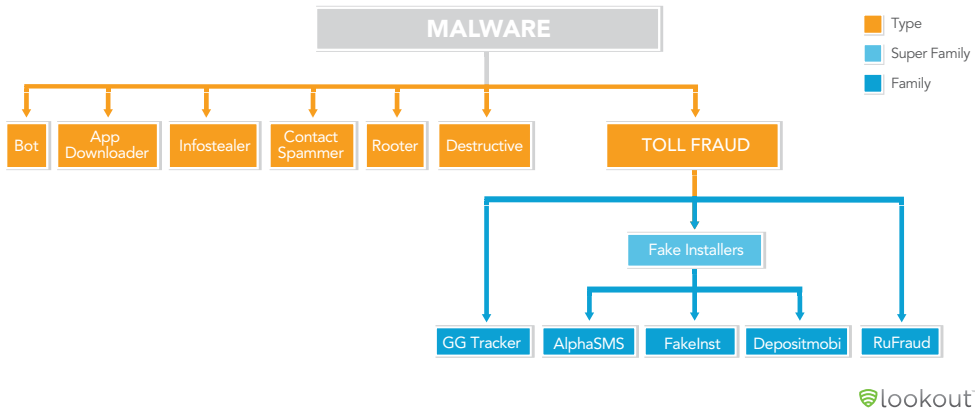 MALWARE
Type
Super Family
Family
Bot
App
Downloader
Infostealer
Contact
Spammer
Rooter
Destructive
TOLL FRAUD
Fake Installers
GG Tracker
AlphaSMS
FakeInst
Depositmobi
RuFraud
lookout